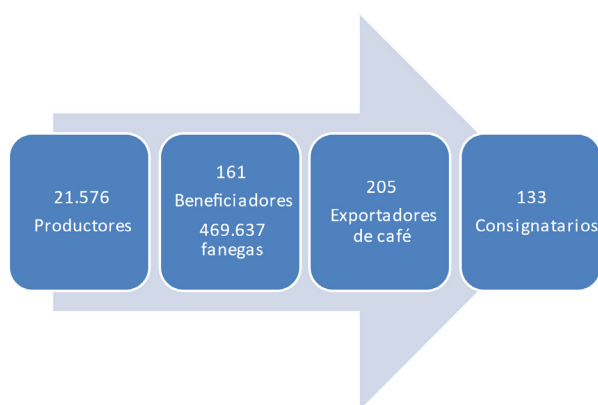 21.576
Productores
161
Beneficiadores
469.637
fanegas
205
Exportadores
de café
133
Consignatarios